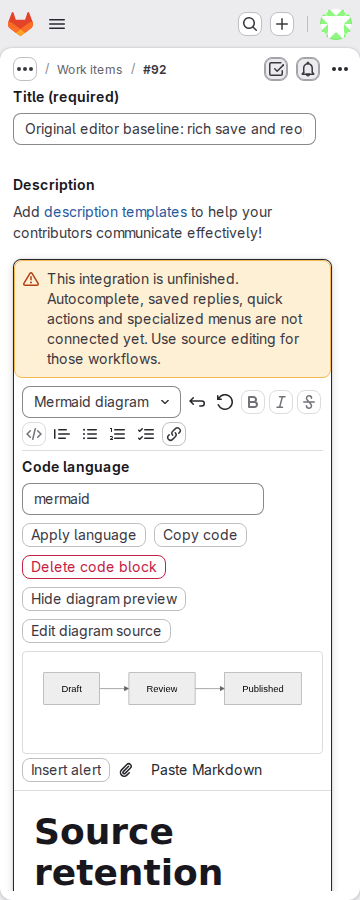 / Work items / #92
Title (required)
Original editor baseline: rich save and reo
Description
Add description templates to help your
contributors communicate effectively!
This integration is unfinished.
Autocomplete, saved replies, quick
actions and specialized menus are not
connected yet. Use source editing for
those workflows.
Mermaid diagram
B I S
Code language
mermaid
Apply language Copy code
Delete code block
Hide diagram preview
Edit diagram source
Draft Review Published
Insert alert Paste Markdown
Source
retention